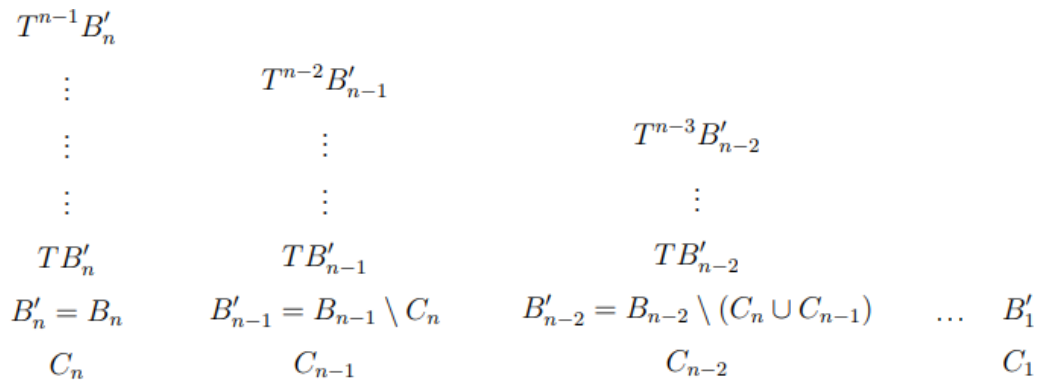 T^{n-1}B'_n
⋮ T^{n-2}B'_{n-1}
⋮ ⋮ T^{n-3}B'_{n-2}
⋮ ⋮ ⋮
TB'_n TB'_{n-1} TB'_{n-2}
B'_n = B_n B'_{n-1} = B_{n-1} \ C_n B'_{n-2} = B_{n-2} \ (C_n ∪ C_{n-1}) … B'_1
C_n C_{n-1} C_{n-2} C_1